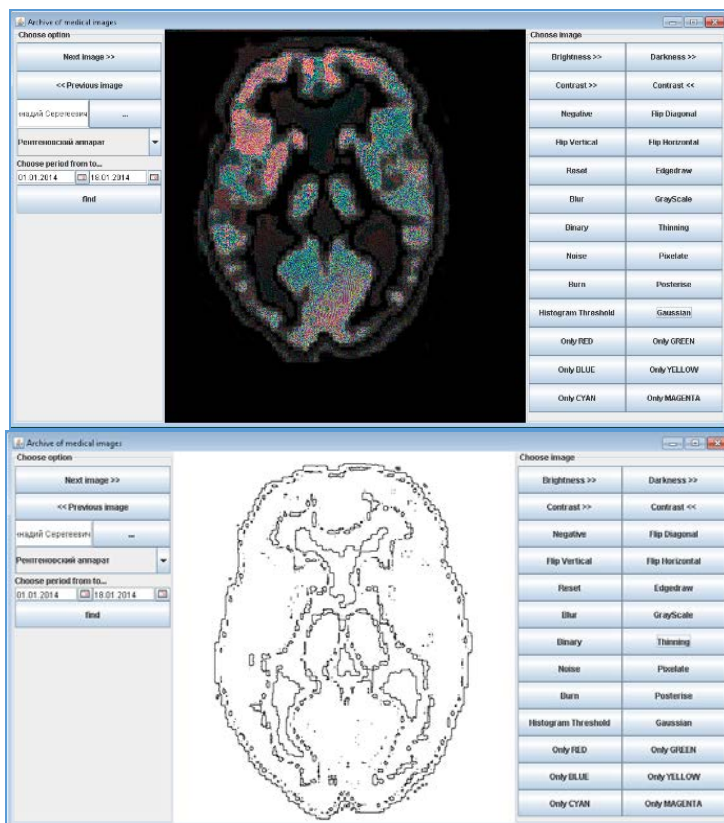 Archive of medical images
Choose option
Next image >>
<< Previous image
надий Сергеевич ...
Рентгеновский аппарат
Choose period from to...
01.01.2014 18.01.2014
find
Choose image
Brightness >> Darkness >>
Contrast >> Contrast <<
Negative Flip Diagonal
Flip Vertical Flip Horizontal
Reset Edgedraw
Blur GrayScale
Binary Thinning
Noise Pixelate
Burn Posterise
Histogram Threshold Gaussian
Only RED Only GREEN
Only BLUE Only YELLOW
Only CYAN Only MAGENTA
Archive of medical images
Choose option
Next image >>
<< Previous image
надий Сергеевич ...
Рентгеновский аппарат
Choose period from to...
01.01.2014 18.01.2014
find
Choose image
Brightness >> Darkness >>
Contrast >> Contrast <<
Negative Flip Diagonal
Flip Vertical Flip Horizontal
Reset Edgedraw
Blur GrayScale
Binary Thinning
Noise Pixelate
Burn Posterise
Histogram Threshold Gaussian
Only RED Only GREEN
Only BLUE Only YELLOW
Only CYAN Only MAGENTA